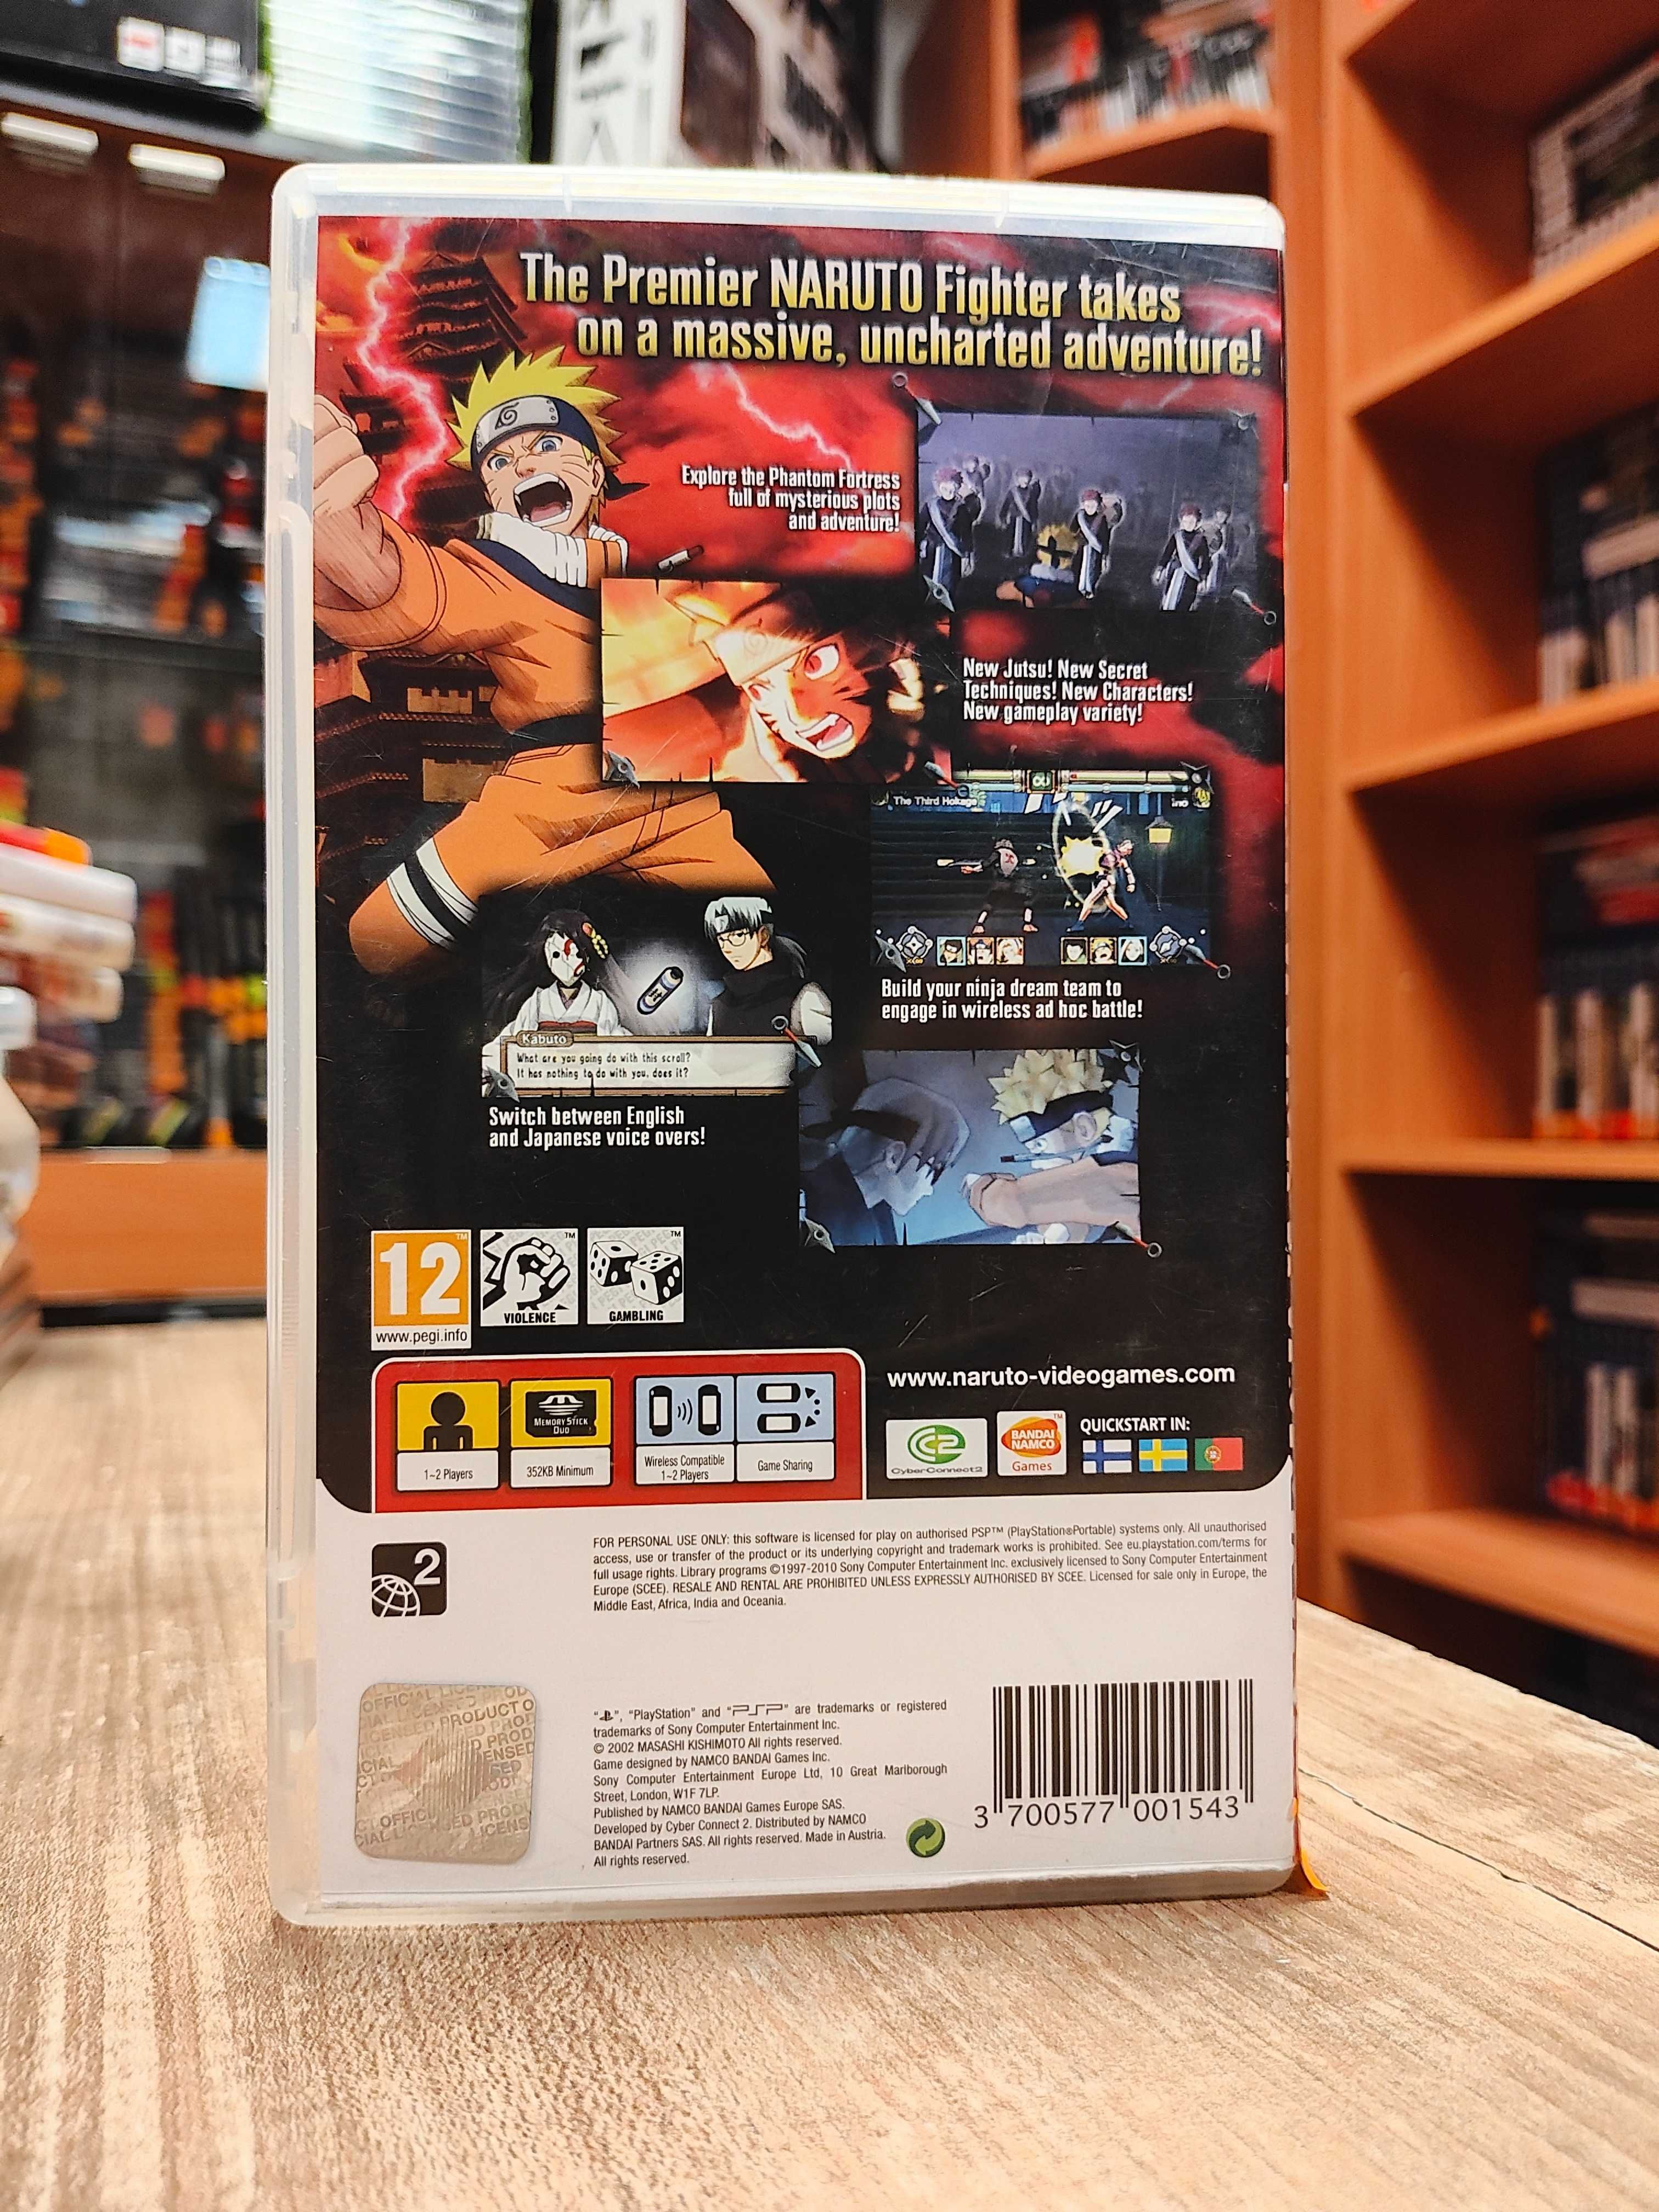 The Premier NARUTO Fighter takes
on a massive, uncharted adventure!
Explore the Phantom Fortress
full of mysterious plots
and adventure!
New Jutsu! New Secret
Techniques! New Characters!
New gameplay variety!
The Third Hokage
Build your ninja dream team to
engage in wireless ad hoc battle!
Kabuto
What are you going do with this scroll?
It has nothing to do with you, does it?
Switch between English
and Japanese voice overs!
12
www.pegi.info
VIOLENCE
GAMBLING
1~2 Players
MEMORY STICK
DUO
352KB Minimum
Wireless Compatible
1~2 Players
Game Sharing
www.naruto-videogames.com
CyberConnect2
BANDAI
NAMCO
Games
QUICKSTART IN:
2
FOR PERSONAL USE ONLY: this software is licensed for play on authorised PSP™ (PlayStation®Portable) systems only. All unauthorised
access, use or transfer of the product or its underlying copyright and trademark works is prohibited. See eu.playstation.com/terms for
full usage rights. Library programs ©1997-2010 Sony Computer Entertainment Inc. exclusively licensed to Sony Computer Entertainment
Europe (SCEE). RESALE AND RENTAL ARE PROHIBITED UNLESS EXPRESSLY AUTHORISED BY SCEE. Licensed for sale only in Europe, the
Middle East, Africa, India and Oceania.
"PlayStation" and "PSP" are trademarks or registered
trademarks of Sony Computer Entertainment Inc.
© 2002 MASASHI KISHIMOTO All rights reserved.
Game designed by NAMCO BANDAI Games Inc.
Sony Computer Entertainment Europe Ltd, 10 Great Marlborough
Street, London, W1F 7LP.
Published by NAMCO BANDAI Games Europe SAS.
Developed by Cyber Connect 2. Distributed by NAMCO
BANDAI Partners SAS. All rights reserved. Made in Austria.
All rights reserved.
3 700577 001543